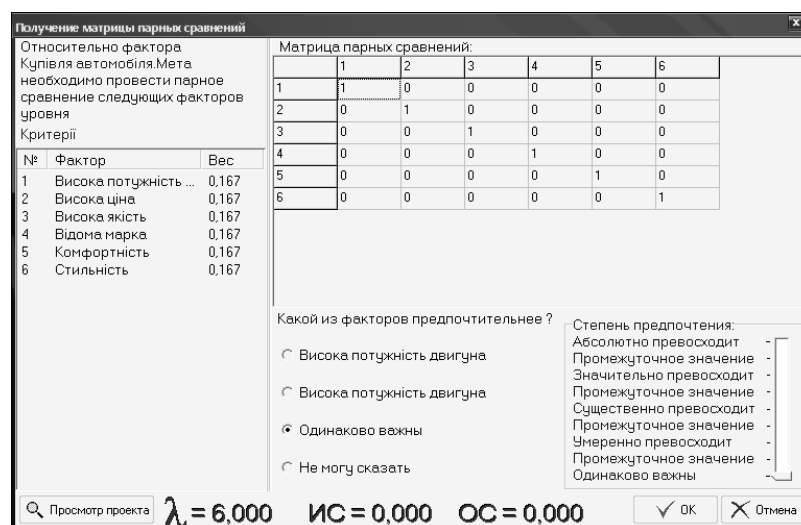 Получение матрицы парных сравнений
Относительно фактора
Купівля автомобіля.Мета
необходимо провести парное
сравнение следующих факторов
уровня
Критерії
№ Фактор Вес
1 Висока потужність ... 0,167
2 Висока ціна 0,167
3 Висока якість 0,167
4 Відома марка 0,167
5 Комфортність 0,167
6 Стильність 0,167
Матрица парных сравнений:
1 2 3 4 5 6
1 1 0 0 0 0 0
2 0 1 0 0 0 0
3 0 0 1 0 0 0
4 0 0 0 1 0 0
5 0 0 0 0 1 0
6 0 0 0 0 0 1
Какой из факторов предпочтительнее ?
Висока потужність двигуна
Висока потужність двигуна
Одинаково важны
Не могу сказать
Степень предпочтения:
Абсолютно превосходит -
Промежуточное значение -
Значительно превосходит -
Промежуточное значение -
Существенно превосходит -
Промежуточное значение -
Умеренно превосходит -
Промежуточное значение -
Одинаково важны -
Просмотр проекта λ = 6,000 ИС = 0,000 ОС = 0,000 ОК Отмена